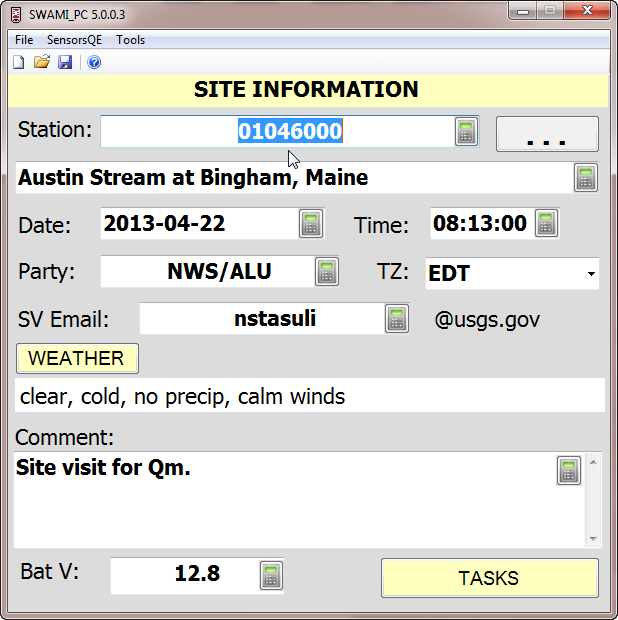 SWAMI_PC 5.0.0.3
File SensorsQE Tools
SITE INFORMATION
Station: 01046000 ...
Austin Stream at Bingham, Maine
Date: 2013-04-22 Time: 08:13:00
Party: NWS/ALU TZ: EDT
SV Email: nstasuli @usgs.gov
WEATHER
clear, cold, no precip, calm winds
Comment:
Site visit for Qm.
Bat V: 12.8 TASKS